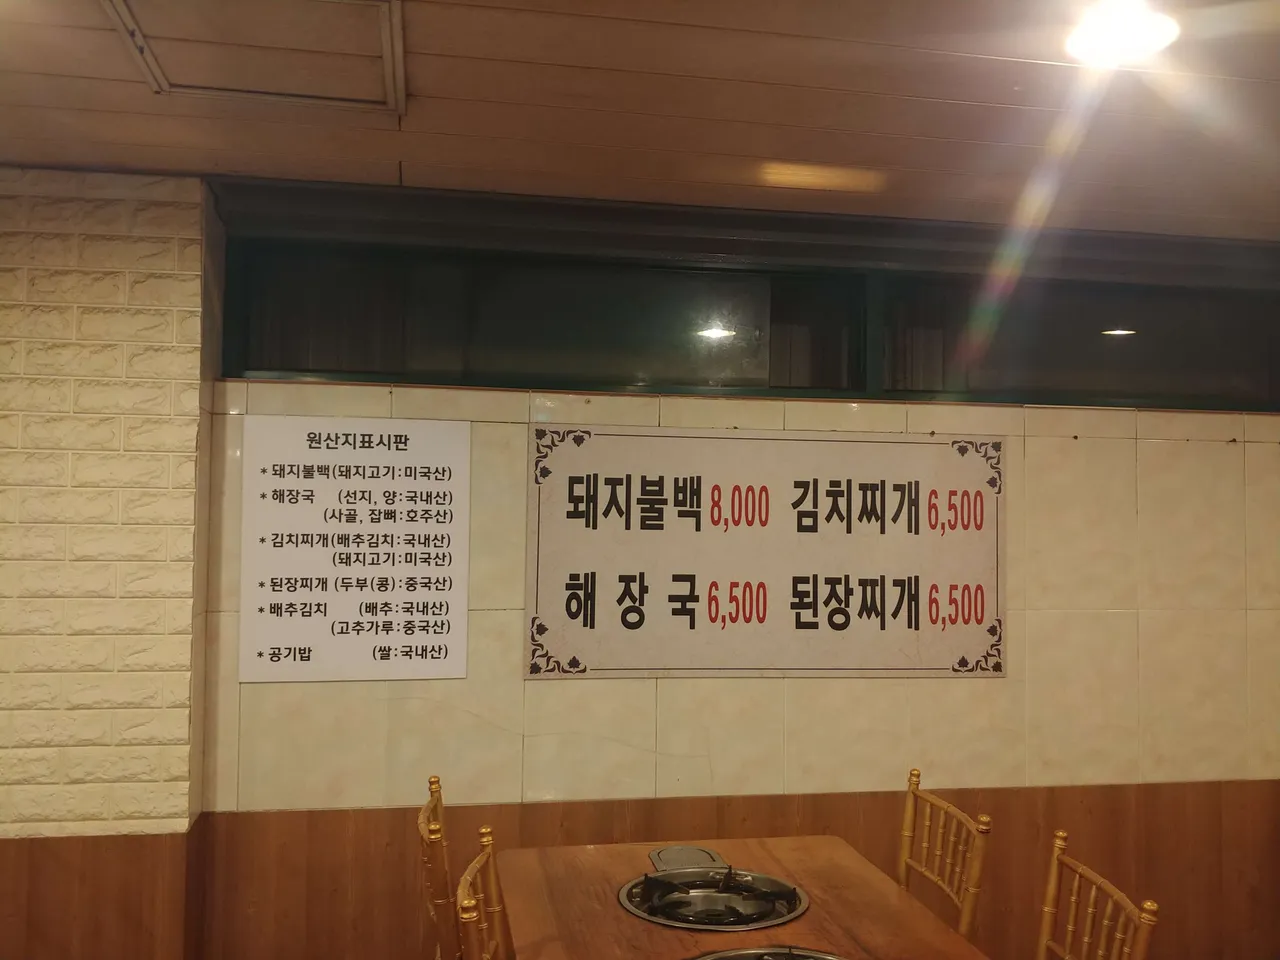 원산지표시판
*돼지불백(돼지고기:미국산)
*해장국 (선지, 양:국내산)
(사골, 잡뼈:호주산)
*김치찌개(배추김치:국내산)
(돼지고기:미국산)
*된장찌개 (두부(콩):중국산)
*배추김치 (배추:국내산)
(고추가루:중국산)
*공기밥 (쌀:국내산)
돼지불백 8,000 김치찌개 6,500
해장국 6,500 된장찌개 6,500